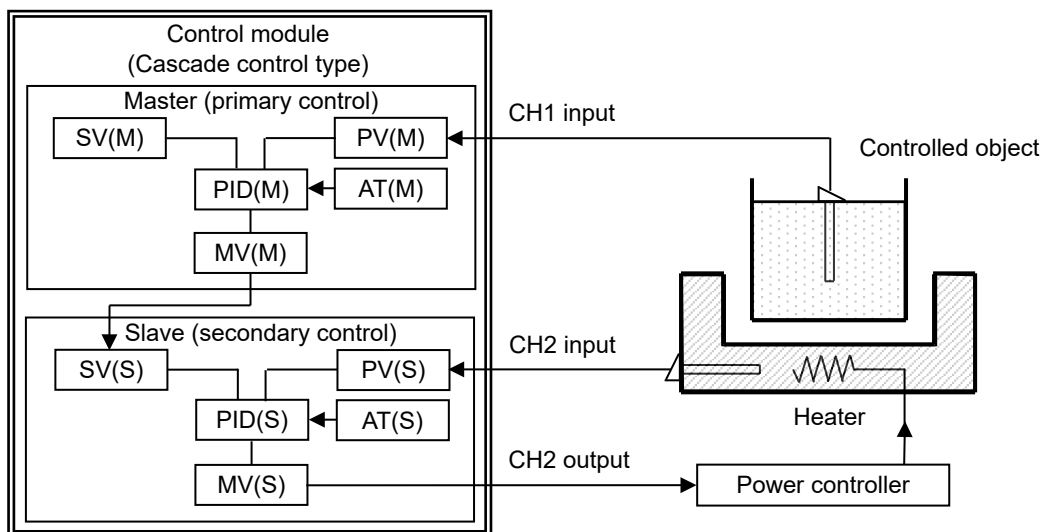 Control module
(Cascade control type)
Master (primary control)
SV(M)
PV(M)
PID(M)
AT(M)
MV(M)
CH1 input
Controlled object
Slave (secondary control)
SV(S)
PV(S)
PID(S)
AT(S)
MV(S)
CH2 input
Heater
CH2 output
Power controller